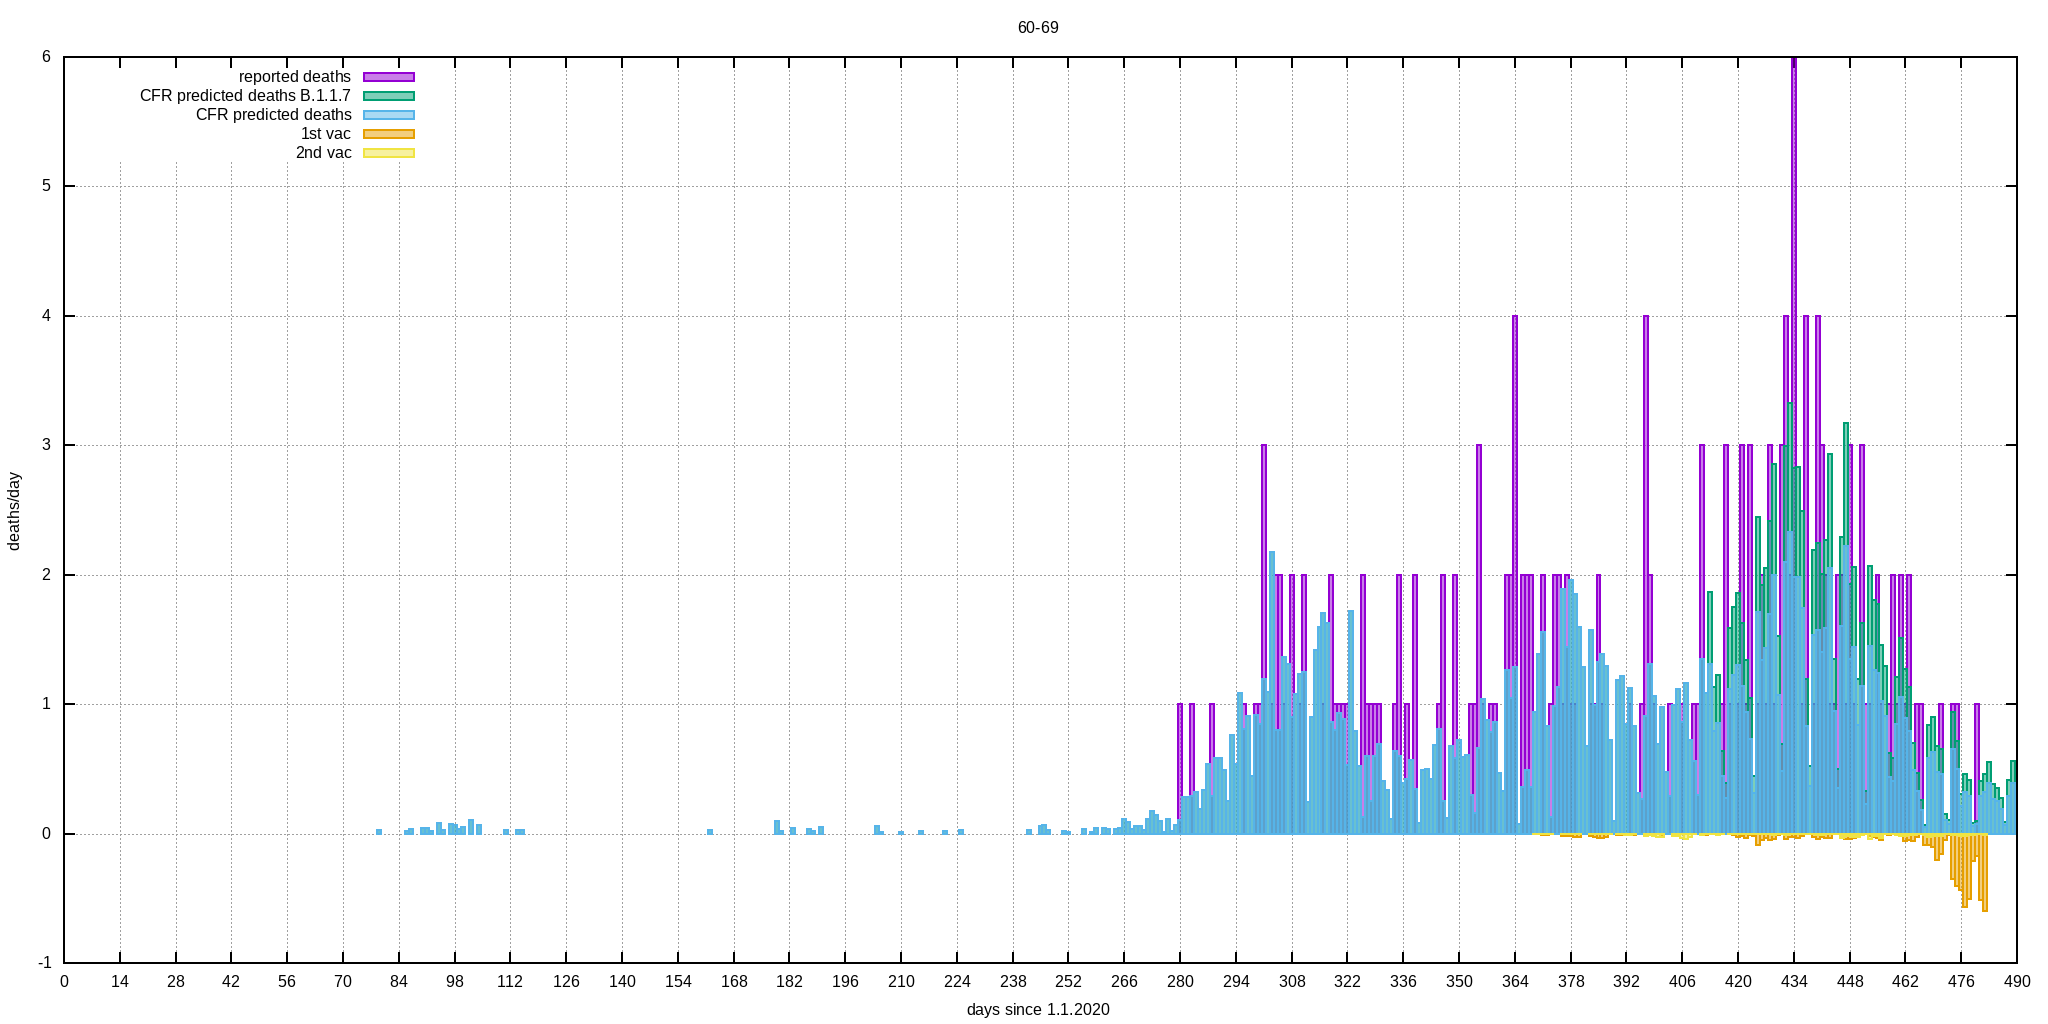 60-69
reported deaths
CFR predicted deaths B.1.1.7
CFR predicted deaths
1st vac
2nd vac
6
5
4
3
2
1
0
-1
deaths/day
0 14 28 42 56 70 84 98 112 126 140 154 168 182 196 210 224 238 252 266 280 294 308 322 336 350 364 378 392 406 420 434 448 462 476 490
days since 1.1.2020